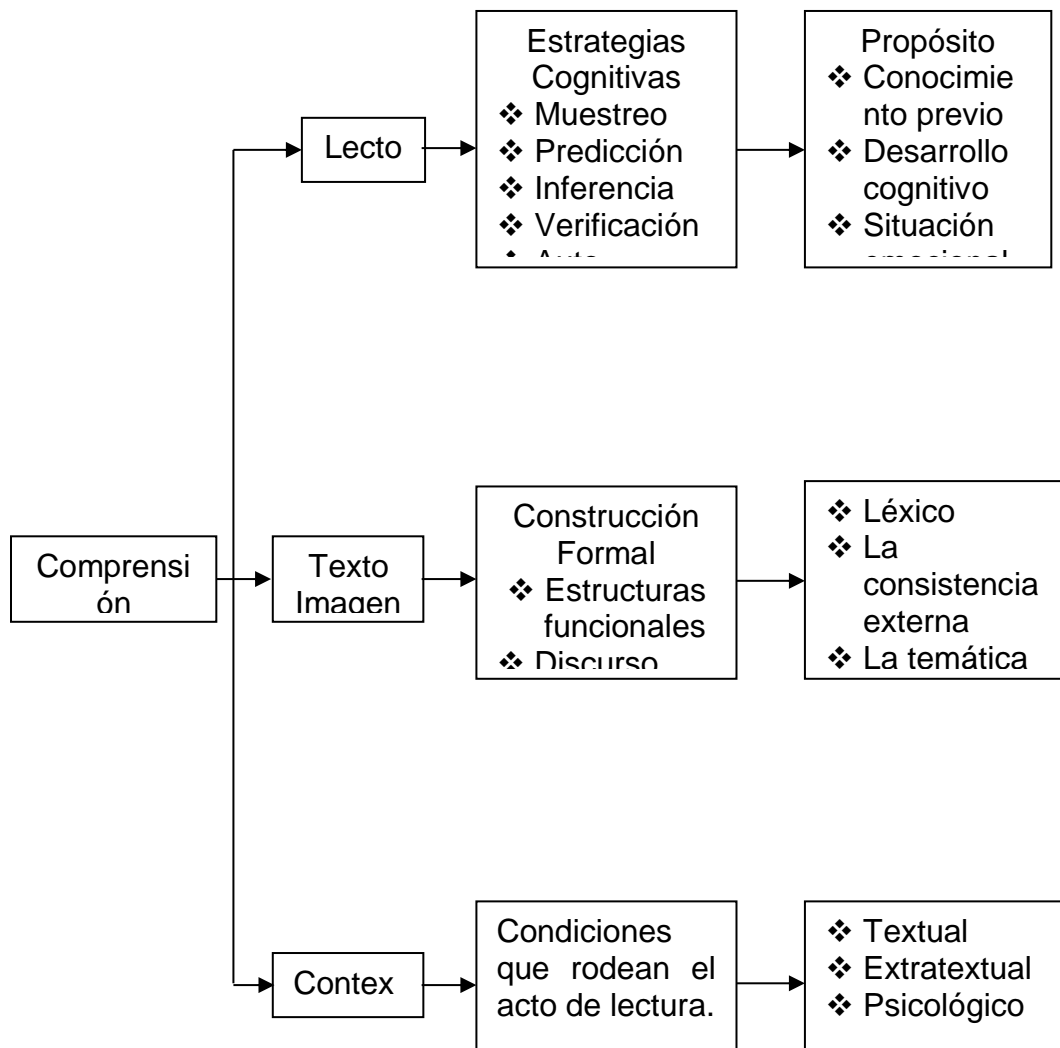 Estrategias
Cognitivas
❖ Muestreo
❖ Predicción
❖ Inferencia
❖ Verificación
Propósito
❖ Conocimie
nto previo
❖ Desarrollo
cognitivo
❖ Situación
emocional
Lecto
Comprensi
ón
Texto
Imagen
Construcción
Formal
❖ Estructuras
funcionales
❖ Discurso
❖ Léxico
❖ La
consistencia
externa
❖ La temática
Contex
Condiciones
que rodean el
acto de lectura.
❖ Textual
❖ Extratextual
❖ Psicológico